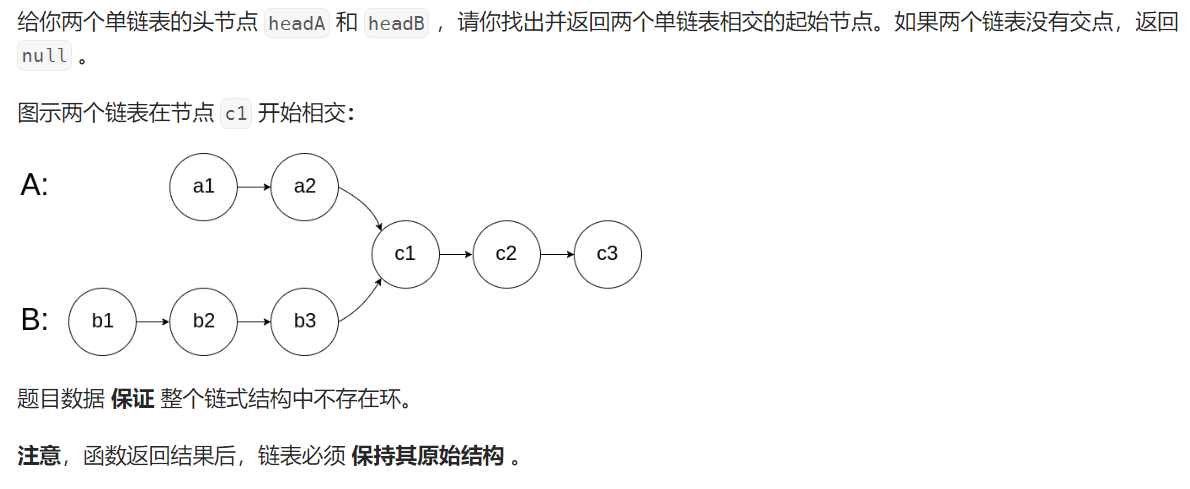 给你两个单链表的头节点 headA 和 headB ，请你找出并返回两个单链表相交的起始节点。如果两个链表没有交点，返回
null 。
图示两个链表在节点 c1 开始相交：
A: a1 a2
c1 c2 c3
B: b1 b2 b3
题目数据 保证 整个链式结构中不存在环。
注意，函数返回结果后，链表必须 保持其原始结构 。